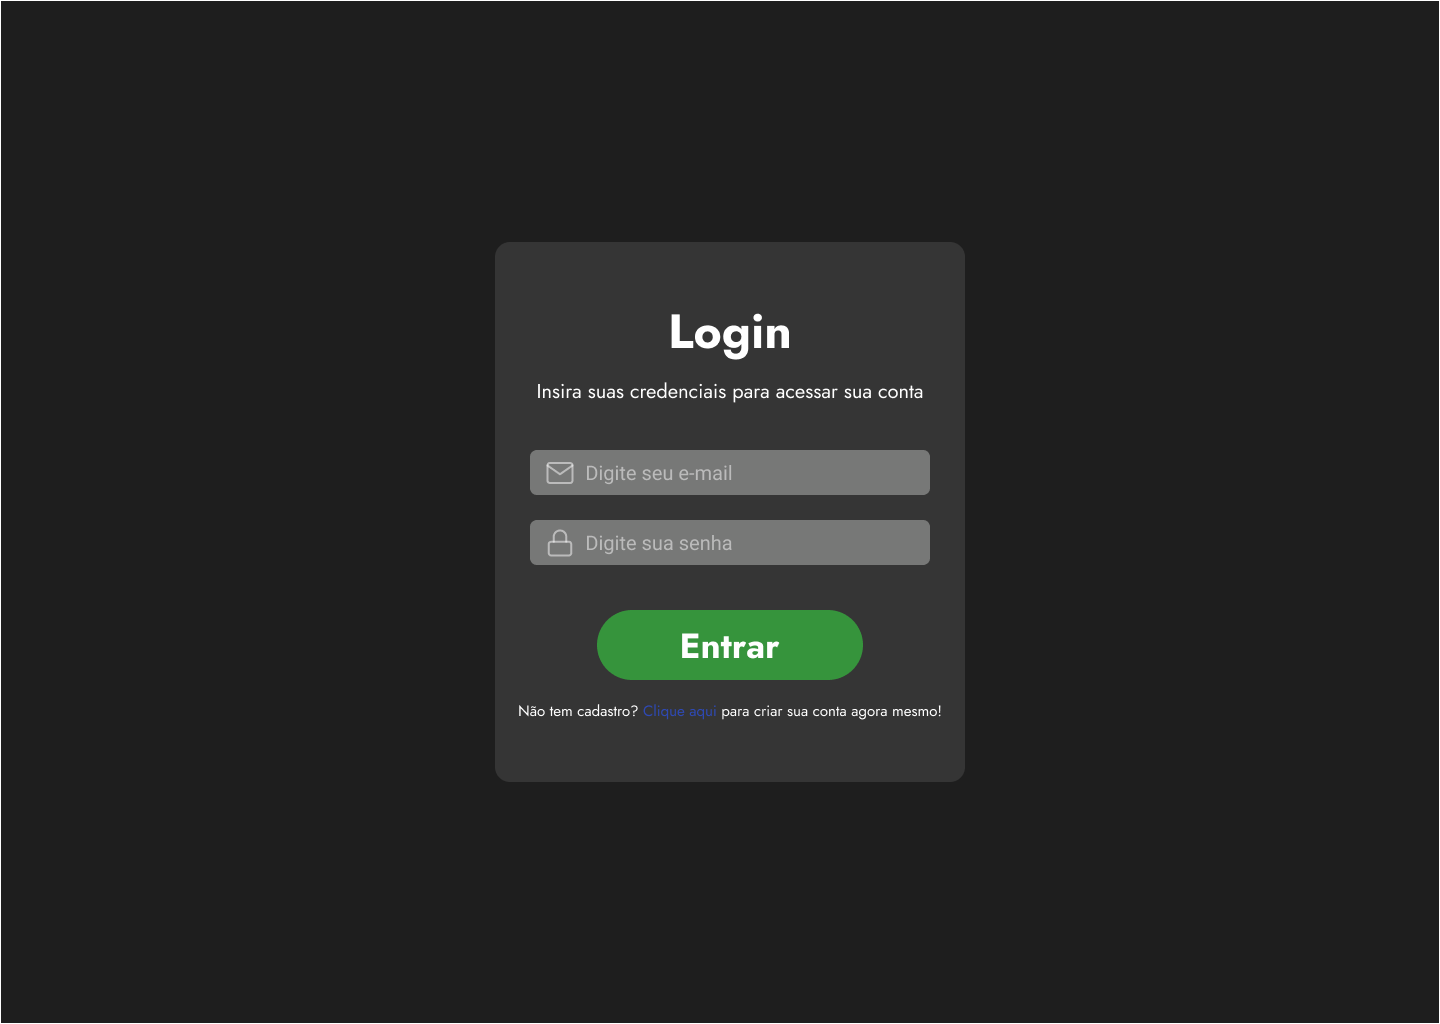 Login
Insira suas credenciais para acessar sua conta
Digite seu e-mail
Digite sua senha
Entrar
Não tem cadastro? Clique aqui para criar sua conta agora mesmo!